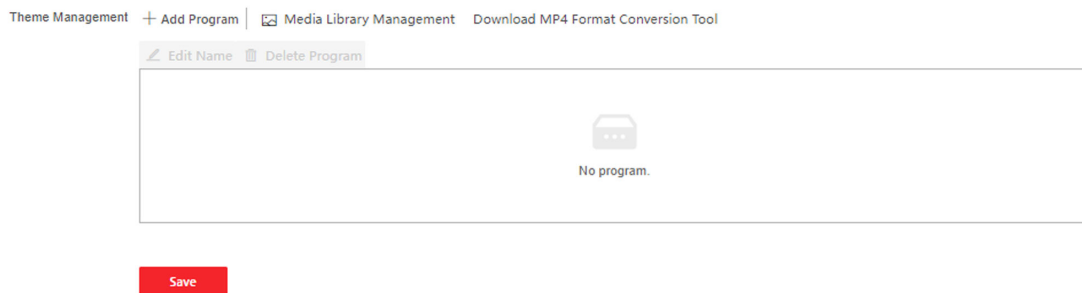 Theme Management + Add Program Media Library Management Download MP4 Format Conversion Tool
Edit Name Delete Program
No program.
Save